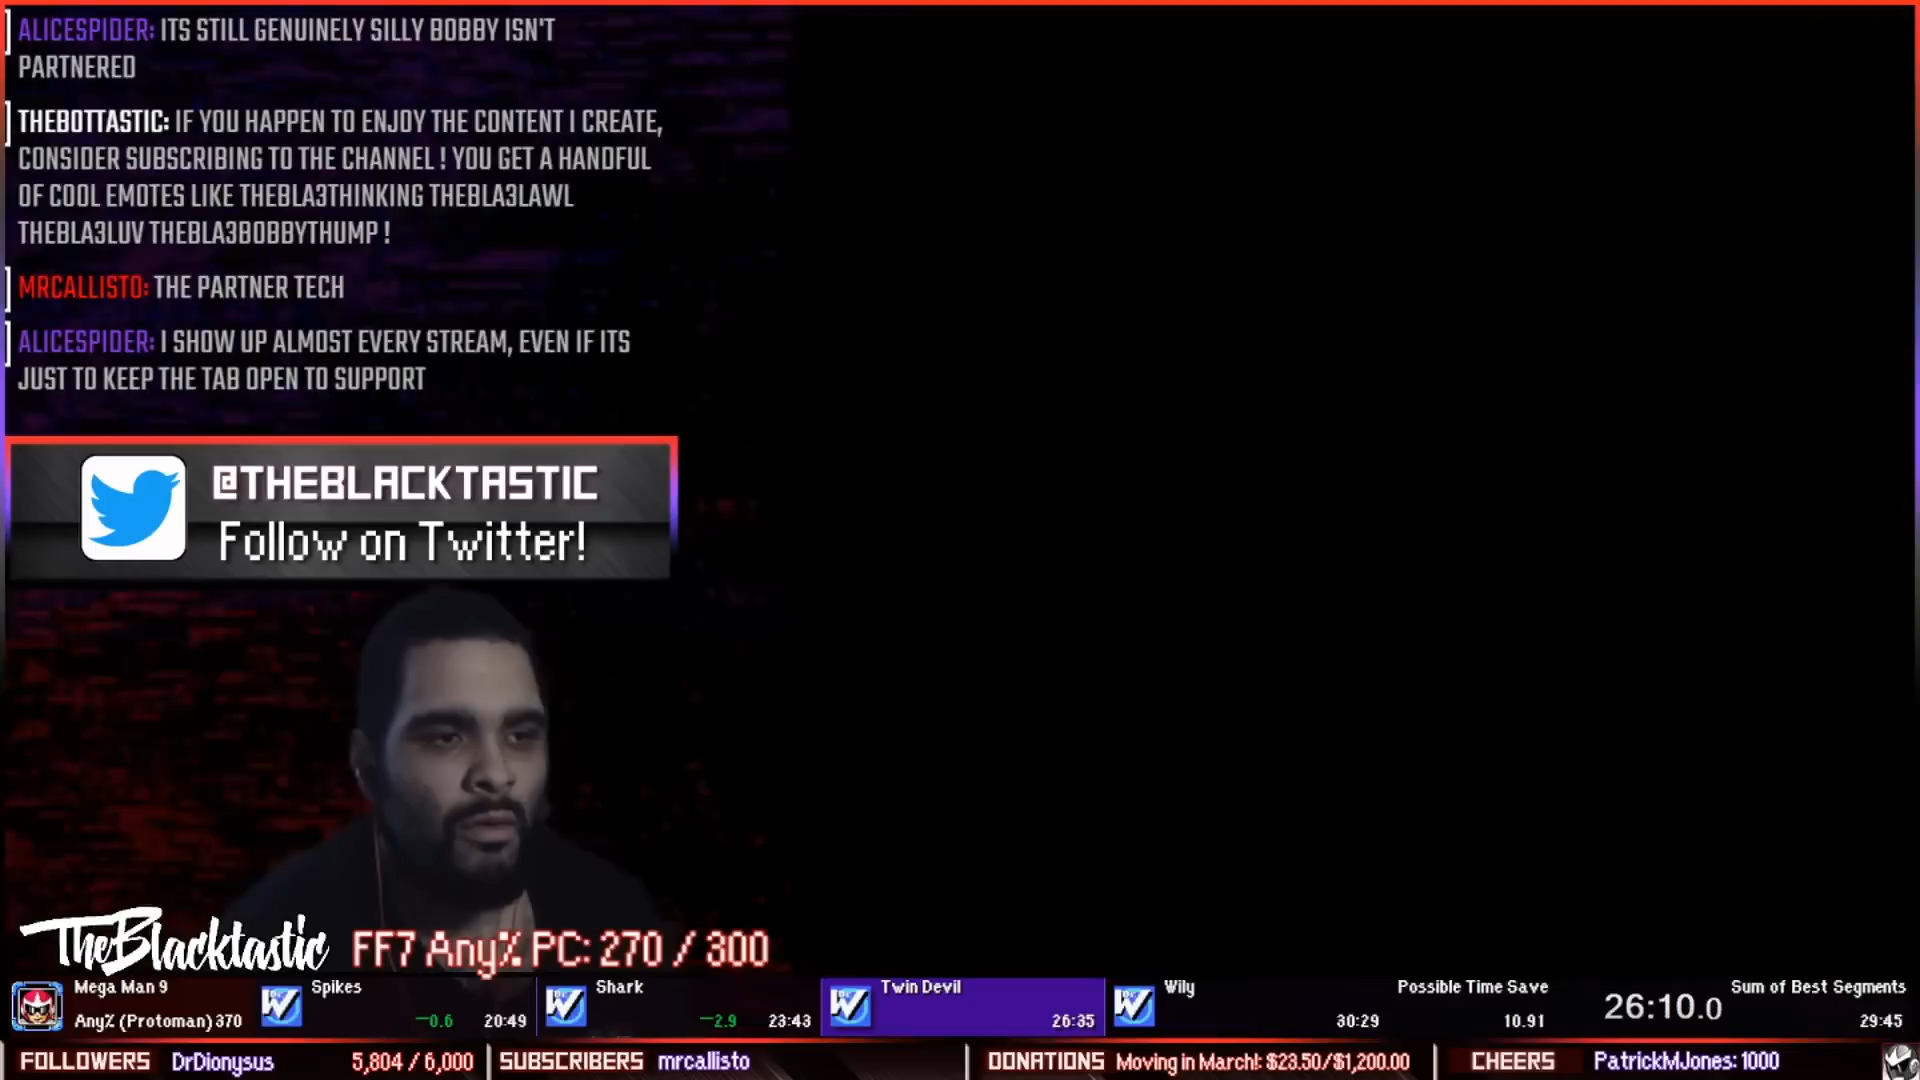 ALICESPIDER: ITS STILL GENUINELY SILLY BOBBY ISN'T
PARTNERED
THEBOTTASTIC: IF YOU HAPPEN TO ENJOY THE CONTENT I CREATE,
CONSIDER SUBSCRIBING TO THE CHANNEL ! YOU GET A HANDFUL
OF COOL EMOTES LIKE THEBLA3THINKING THEBLA3LAWL
THEBLA3LUV THEBLA3BOBBYTHUMP !
MRCALLISTO: THE PARTNER TECH
ALICESPIDER: I SHOW UP ALMOST EVERY STREAM, EVEN IF ITS
JUST TO KEEP THE TAB OPEN TO SUPPORT
@THEBLACKTASTIC
Follow on Twitter!
TheBlacktastic FF7 Any% PC: 270 / 300
Mega Man 9 Spikes Shark Twin Devil Wily Possible Time Save 26:10.0 Sum of Best Segments
Any% (Protoman) 370 −0.6 20:49 −2.9 23:43 26:35 30:29 10.91 29:45
FOLLOWERS DrDionysus 5,804 / 6,000 SUBSCRIBERS mrcallisto DONATIONS Moving in March!: $23.50/$1,200.00 CHEERS PatrickMJones: 1000